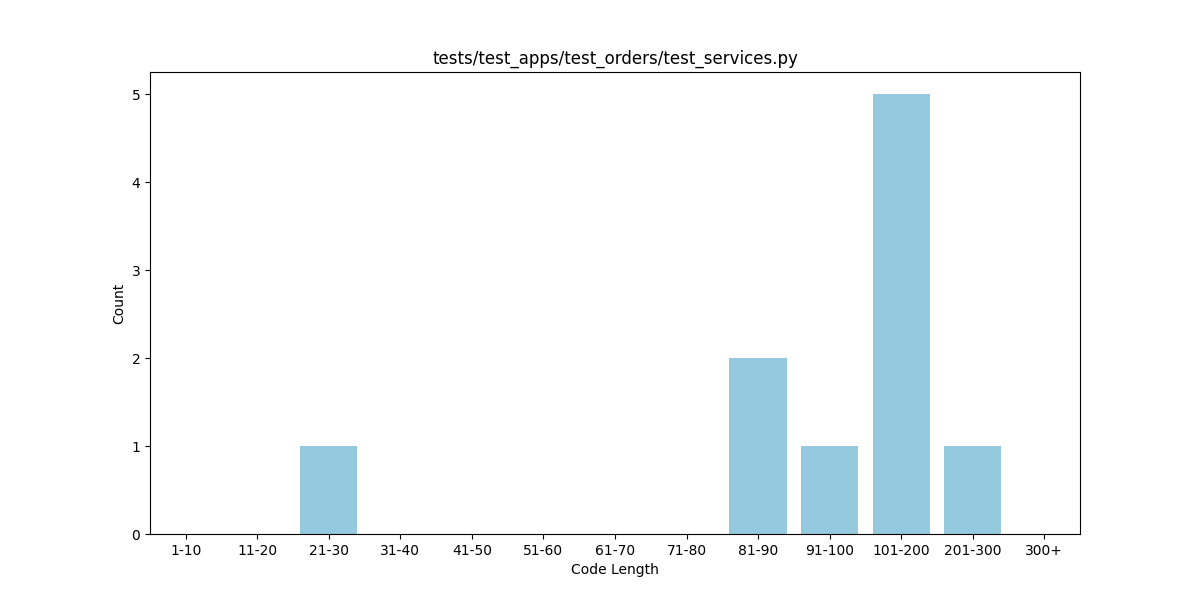 tests/test_apps/test_orders/test_services.py
5
4
3
2
1
0
Count
1-10 11-20 21-30 31-40 41-50 51-60 61-70 71-80 81-90 91-100 101-200 201-300 300+
Code Length